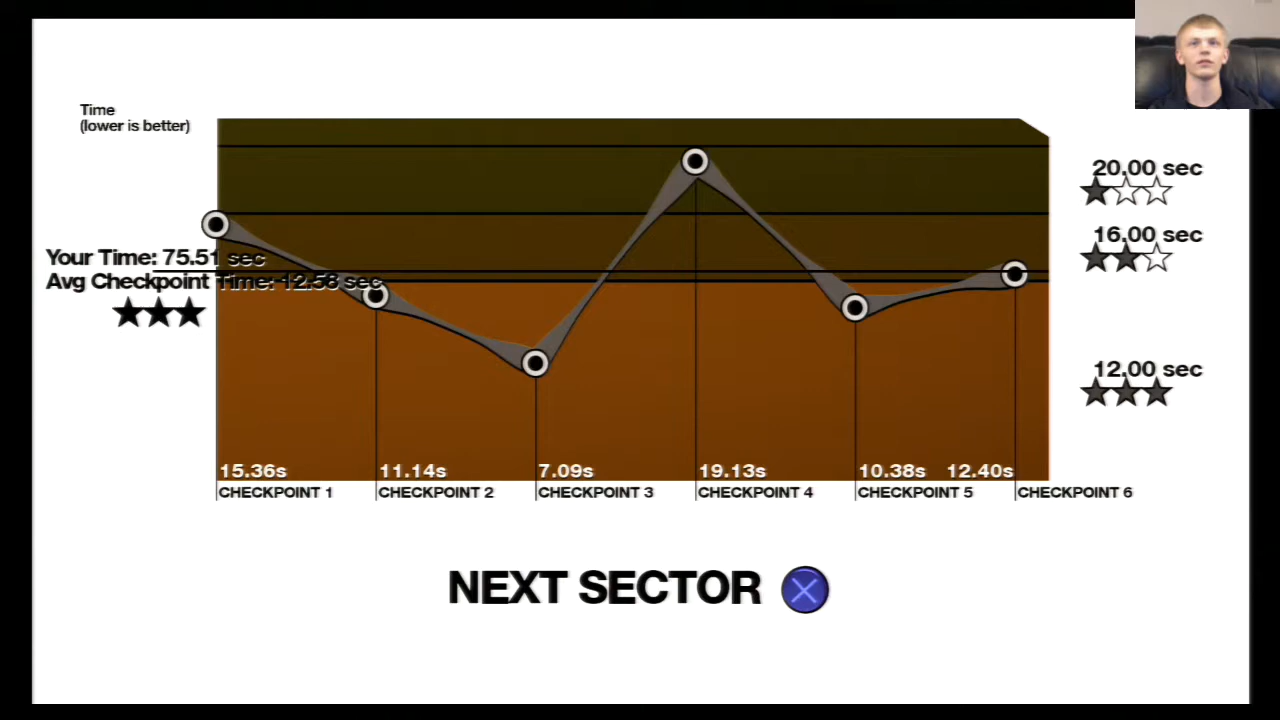 Time
(lower is better)
20.00 sec
16.00 sec
Your Time: 75.51 sec
Avg Checkpoint Time: 12.58 sec
12.00 sec
15.36s 11.14s 7.09s 19.13s 10.38s 12.40s
CHECKPOINT 1 CHECKPOINT 2 CHECKPOINT 3 CHECKPOINT 4 CHECKPOINT 5 CHECKPOINT 6
NEXT SECTOR